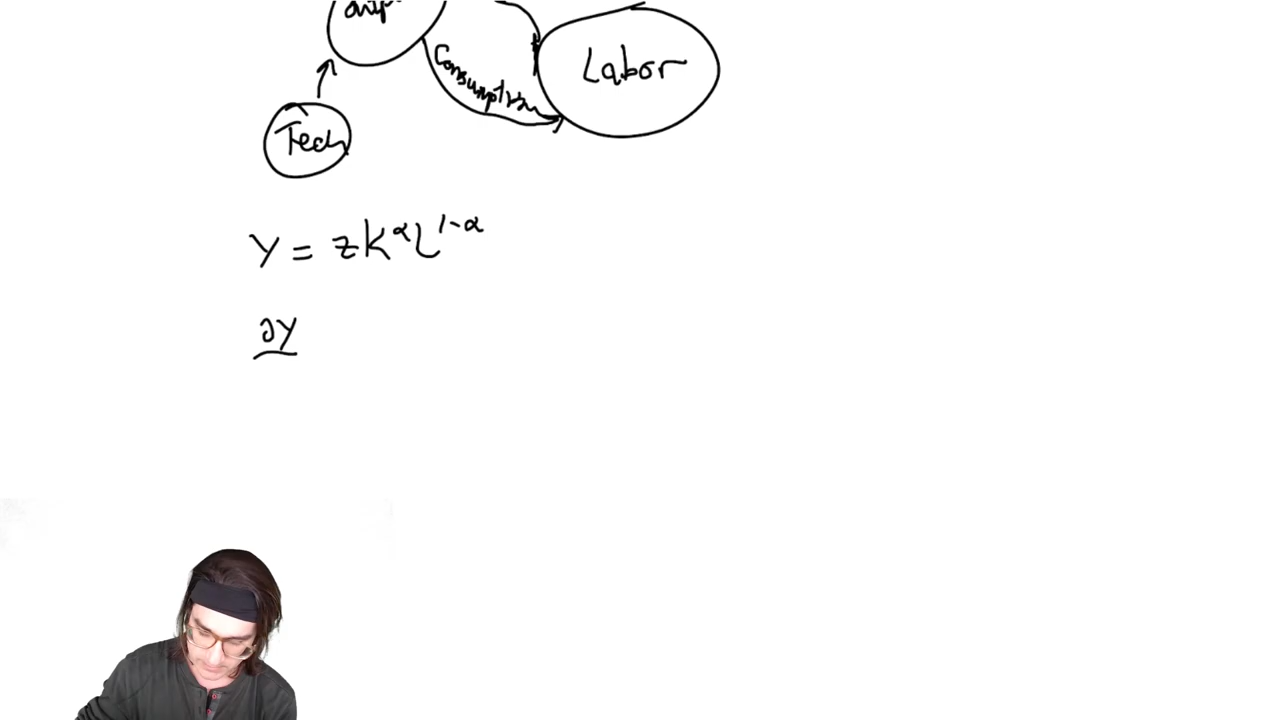 Labor
Consumption
Tech
Y = zK^α L^{1-α}
∂Y